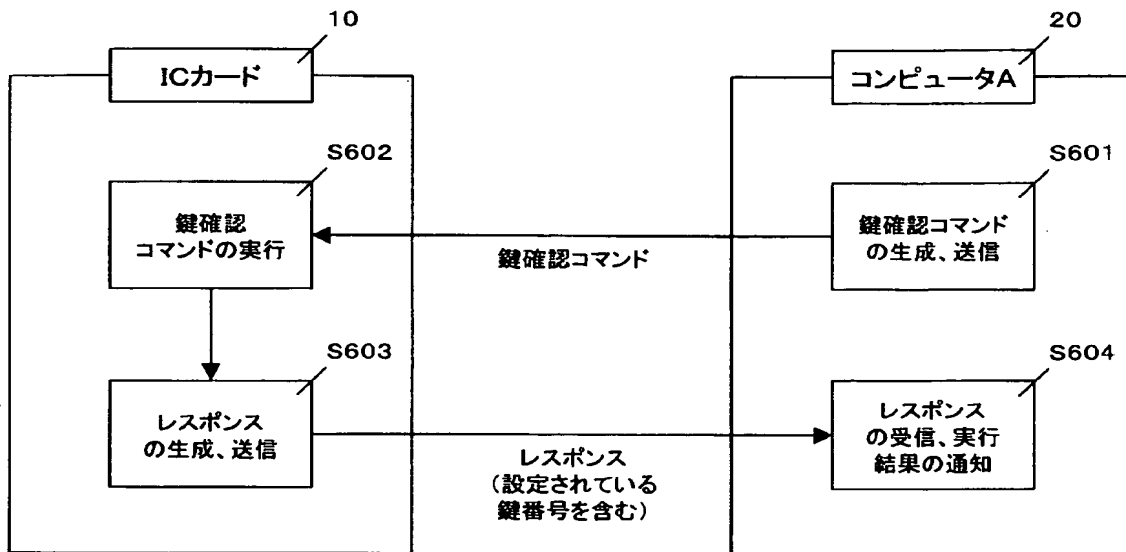 10
20
ICカード
コンピュータA
S602
S601
鍵確認
コマンドの実行
鍵確認コマンド
の生成、送信
鍵確認コマンド
S603
S604
レスポンス
の生成、送信
レスポンス
の受信、実行
結果の通知
レスポンス
(設定されている
鍵番号を含む)